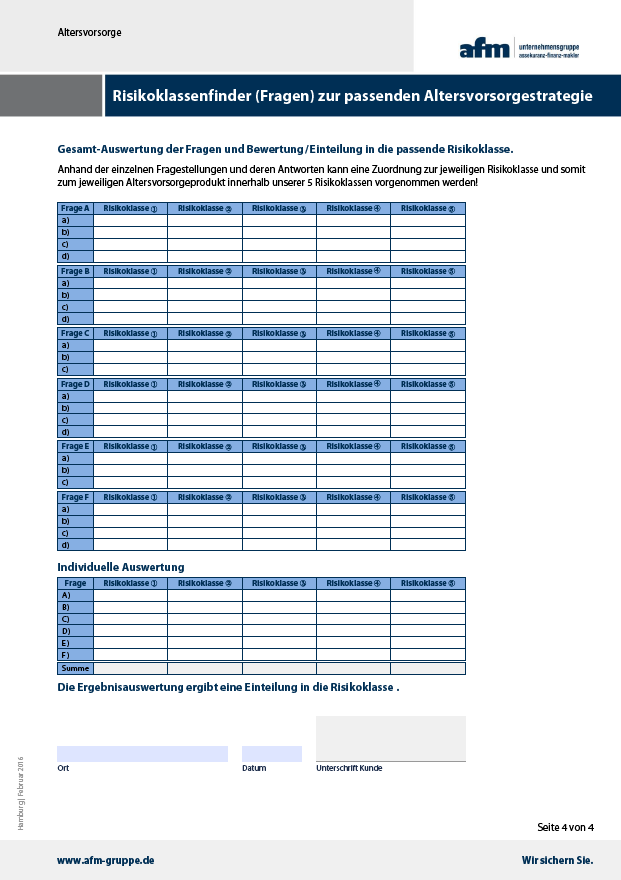 Altersvorsorge
afm unternehmensgruppe
assekuranz-finanz-makler
Risikoklassenfinder (Fragen) zur passenden Altersvorsorgestrategie
Gesamt-Auswertung der Fragen und Bewertung/Einteilung in die passende Risikoklasse.
Anhand der einzelnen Fragestellungen und deren Antworten kann eine Zuordnung zur jeweiligen Risikoklasse und somit
zum jeweiligen Altersvorsorgeprodukt innerhalb unserer 5 Risikoklassen vorgenommen werden!
Frage A Risikoklasse ① Risikoklasse ② Risikoklasse ③ Risikoklasse ④ Risikoklasse ⑤
a)
b)
c)
d)
Frage B Risikoklasse ① Risikoklasse ② Risikoklasse ③ Risikoklasse ④ Risikoklasse ⑤
a)
b)
c)
d)
Frage C Risikoklasse ① Risikoklasse ② Risikoklasse ③ Risikoklasse ④ Risikoklasse ⑤
a)
b)
c)
Frage D Risikoklasse ① Risikoklasse ② Risikoklasse ③ Risikoklasse ④ Risikoklasse ⑤
a)
b)
c)
d)
Frage E Risikoklasse ① Risikoklasse ② Risikoklasse ③ Risikoklasse ④ Risikoklasse ⑤
a)
b)
c)
Frage F Risikoklasse ① Risikoklasse ② Risikoklasse ③ Risikoklasse ④ Risikoklasse ⑤
a)
b)
c)
d)
Individuelle Auswertung
Frage Risikoklasse ① Risikoklasse ② Risikoklasse ③ Risikoklasse ④ Risikoklasse ⑤
A)
B)
C)
D)
E)
F)
Summe
Die Ergebnisauswertung ergibt eine Einteilung in die Risikoklasse .
Ort Datum Unterschrift Kunde
Hamburg | Februar 2016
Seite 4 von 4
www.afm-gruppe.de Wir sichern Sie.